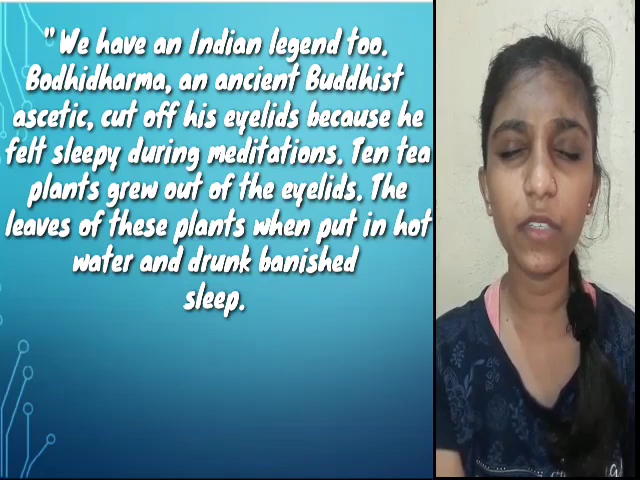 "We have an Indian legend too.
Bodhidharma, an ancient Buddhist
ascetic, cut off his eyelids because he
felt sleepy during meditations. Ten tea
plants grew out of the eyelids. The
leaves of these plants when put in hot
water and drunk banished
sleep.